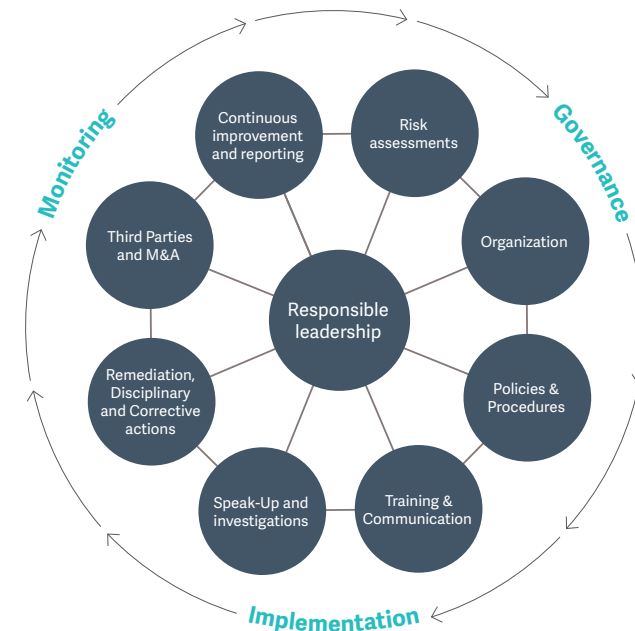 Monitoring
Governance
Continuous
improvement
and reporting
Risk
assessments
Third Parties
and M&A
Organization
Responsible
leadership
Remediation,
Disciplinary
and Corrective
actions
Policies &
Procedures
Speak-Up and
investigations
Training &
Communication
Implementation